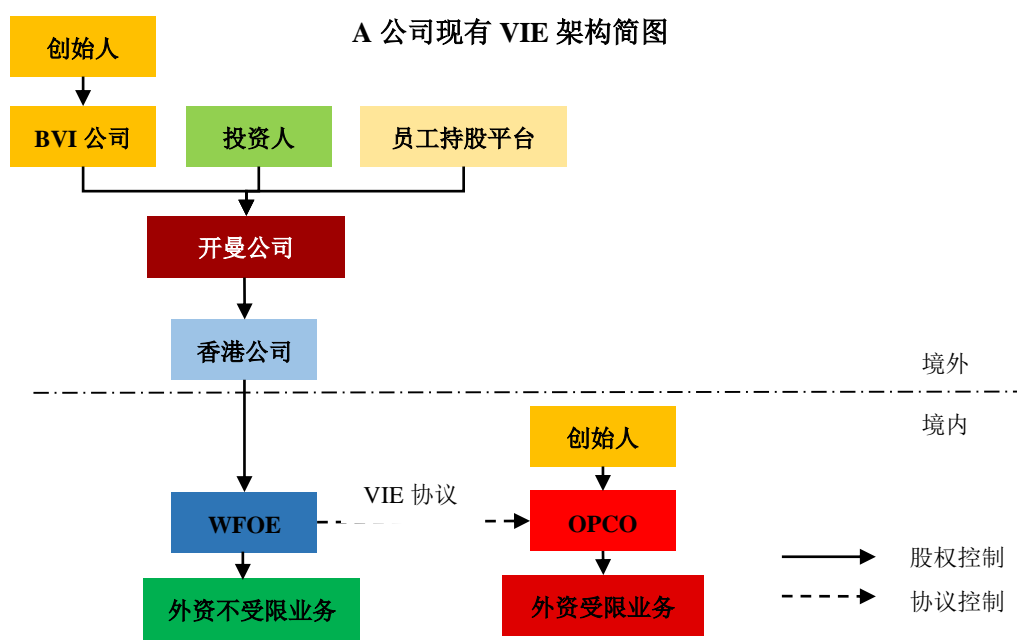 A 公司现有 VIE 架构简图
创始人
BVI 公司
投资人
员工持股平台
开曼公司
香港公司
境外
境内
创始人
VIE 协议
WFOE
OPCO
股权控制
外资不受限业务
外资受限业务
协议控制